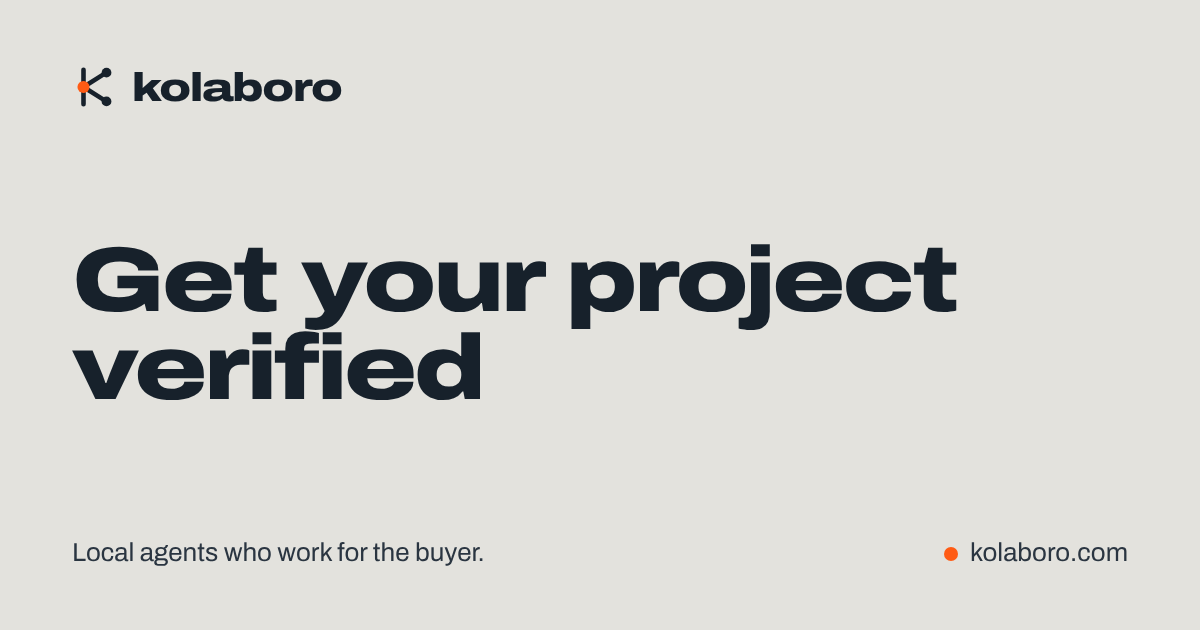 kolaboro
Get your project
verified
Local agents who work for the buyer.
kolaboro.com